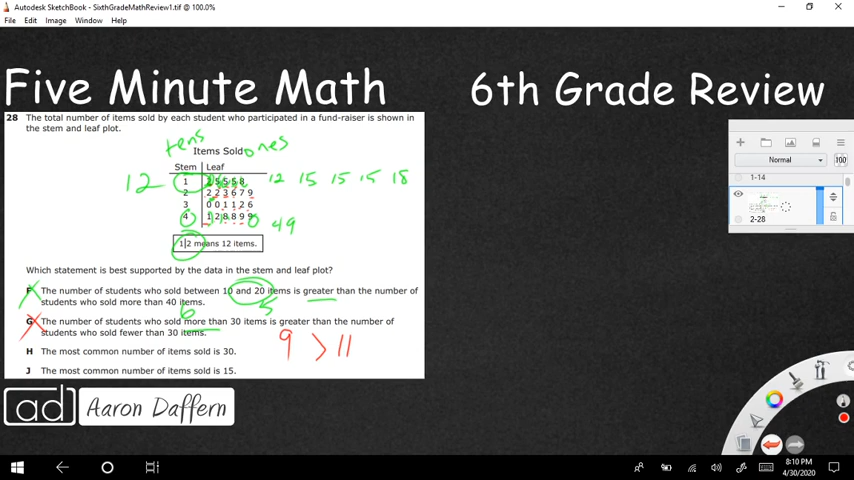 Autodesk SketchBook - SixthGradeMathReview1.tif @ 100.0%
File Edit Image Window Help
Five Minute Math
6th Grade Review
28 The total number of items sold by each student who participated in a fund-raiser is shown in
the stem and leaf plot.
tens
ones
Items Sold
Stem Leaf
12
1
12 15 15 15 18
2 2 2 3 6 7 9
3 0 0 1 1 2 6
4 1 2 8 8 9 9
0 0 49
1|2 means 12 items.
Which statement is best supported by the data in the stem and leaf plot?
F The number of students who sold between 10 and 20 items is greater than the number of
students who sold more than 40 items.
6 5
G The number of students who sold more than 30 items is greater than the number of
students who sold fewer than 30 items.
9 > 11
H The most common number of items sold is 30.
J The most common number of items sold is 15.
ad Aaron Daffern
Normal
100
1-14
2-28
8:10 PM
4/30/2020